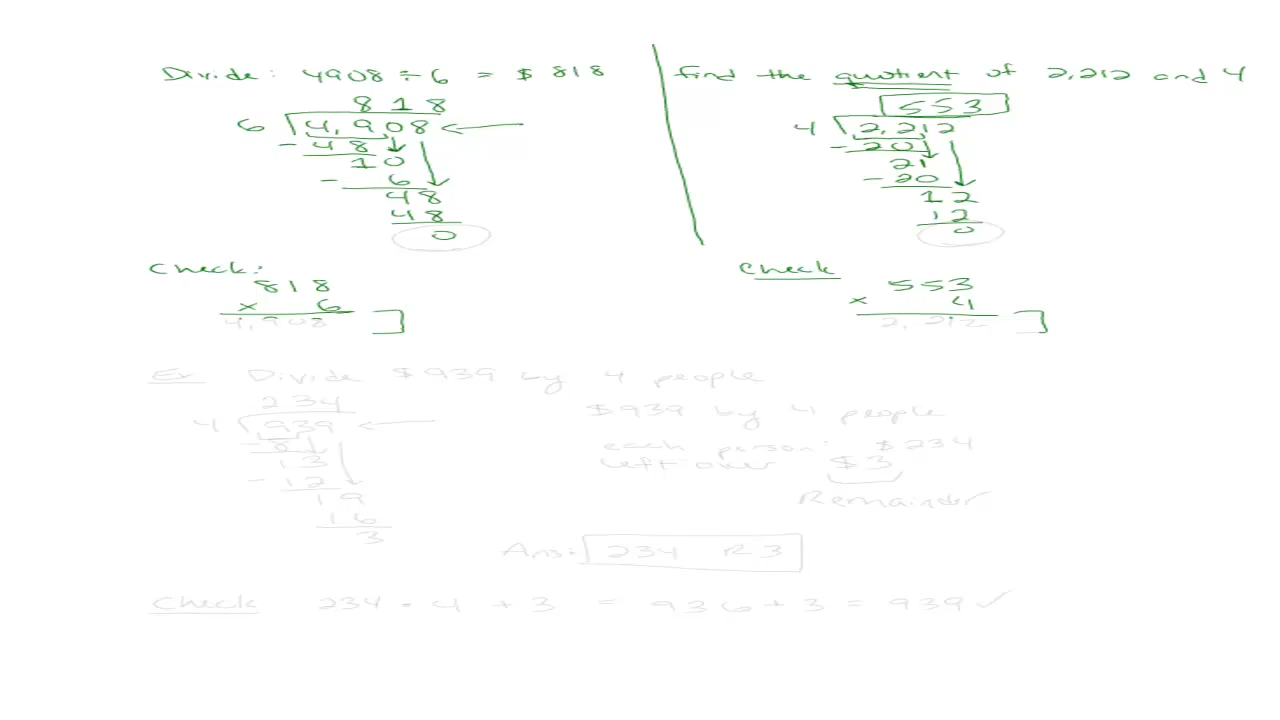 Divide: 4908 ÷ 6 = $ 818
818
6 4,908
- 48
10
- 6
48
48
0
Check:
818
x 6
4,908
find the quotient of 2,212 and 4
553
4 2,212
- 20
21
- 20
12
12
0
Check
553
x 4
2,212
Ex Divide $939 by 4 people
234
4 939
- 8
13
- 12
19
16
3
$939 by 4 people
each person: $234
left over $3
Remainder
Ans: 234 R 3
Check 234 · 4 + 3 = 936 + 3 = 939 ✓